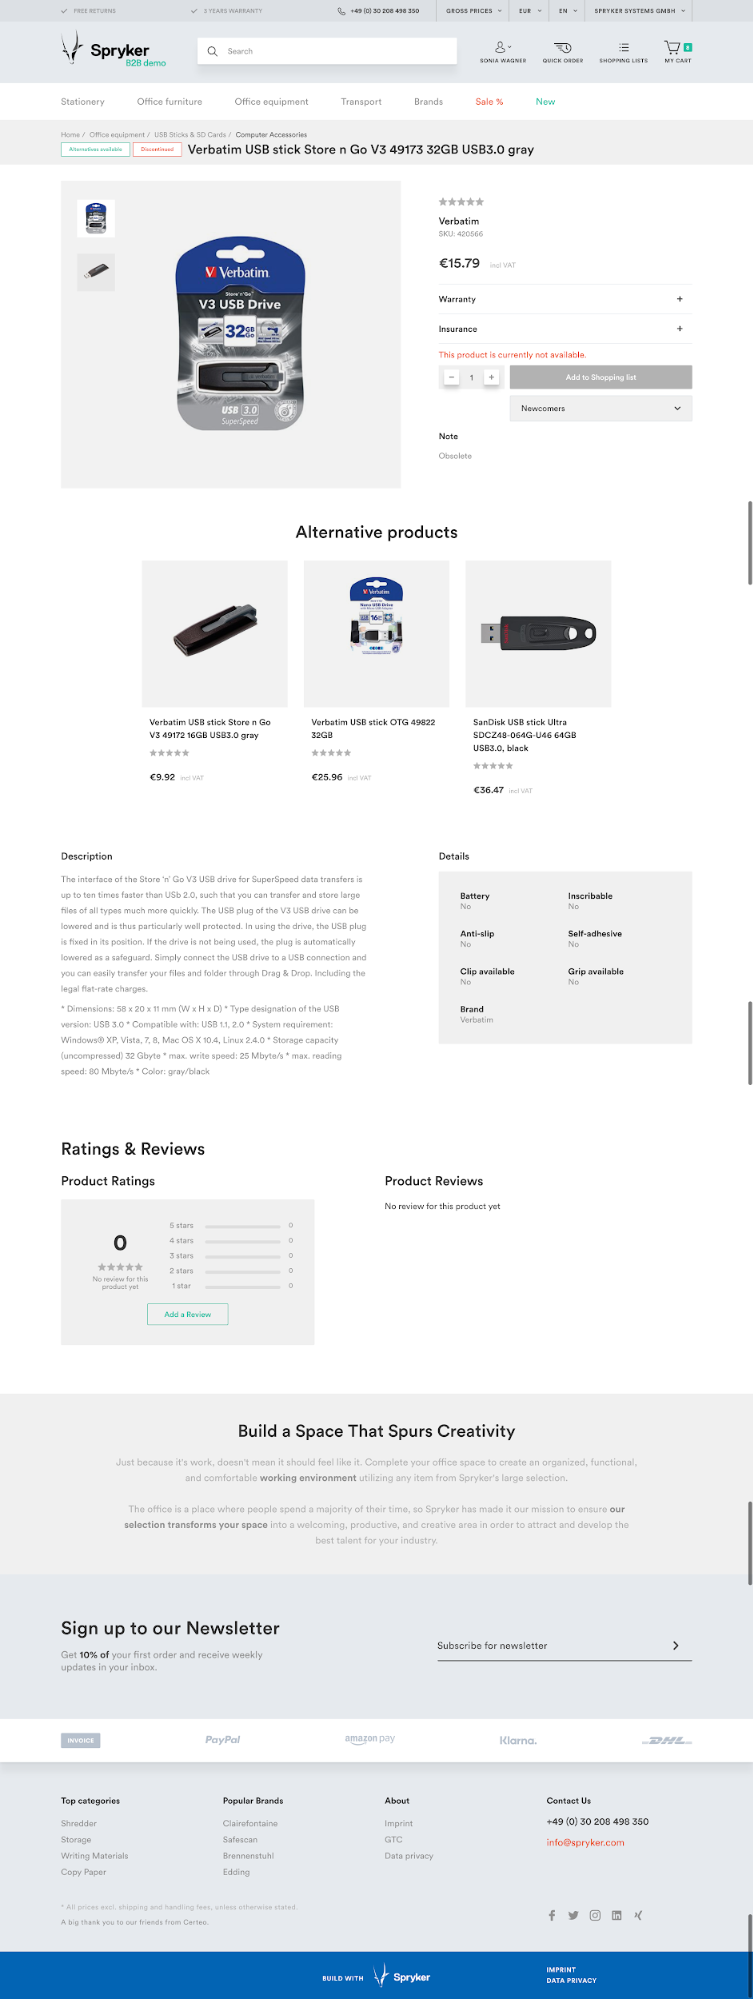 FREE RETURNS
3 YEARS WARRANTY
+49 (0) 30 208 498 350
GROSS PRICES
EUR
EN
SPRYKER SYSTEMS GMBH
Spryker
B2B demo
Search
SONIA WAGNER
QUICK ORDER
SHOPPING LISTS
MY CART
Stationery
Office furniture
Office equipment
Transport
Brands
Sale %
New
Home / Office equipment / USB Sticks & SD Cards / Computer Accessories
Alternative available
Discontinued
Verbatim USB stick Store n Go V3 49173 32GB USB3.0 gray
Verbatim
Store 'n' Go
V3 USB Drive
32GB
USB 3.0
SuperSpeed
Verbatim
SKU: 420566
€15.79 incl VAT
Warranty +
Insurance +
This product is currently not available.
− 1 +
Add to Shopping list
Newcomers
Note
Obsolete
Alternative products
Verbatim
Verbatim USB stick Store n Go
V3 49172 16GB USB3.0 gray
€9.92 incl VAT
Verbatim USB stick OTG 49822
32GB
€25.96 incl VAT
SanDisk USB stick Ultra
SDCZ48-064G-U46 64GB
USB3.0, black
€36.47 incl VAT
Description
The interface of the Store 'n' Go V3 USB drive for SuperSpeed data transfers is
up to ten times faster than USb 2.0, such that you can transfer and store large
files of all types much more quickly. The USB plug of the V3 USB drive can be
lowered and is thus particularly well protected. In using the drive, the USB plug
is fixed in its position. If the drive is not being used, the plug is automatically
lowered as a safeguard. Simply connect the USB drive to a USB connection and
you can easily transfer your files and folder through Drag & Drop. Including the
legal flat-rate charges.
* Dimensions: 58 x 20 x 11 mm (W x H x D) * Type designation of the USB
version: USB 3.0 * Compatible with: USB 1.1, 2.0 * System requirement:
Windows® XP, Vista, 7, 8, Mac OS X 10.4, Linux 2.4.0 * Storage capacity
(uncompressed) 32 Gbyte * max. write speed: 25 Mbyte/s * max. reading
speed: 80 Mbyte/s * Color: gray/black
Details
Battery
No
Inscribable
No
Anti-slip
No
Self-adhesive
No
Clip available
No
Grip available
No
Brand
Verbatim
Ratings & Reviews
Product Ratings
0
No review for this
product yet
5 stars 0
4 stars 0
3 stars 0
2 stars 0
1 star 0
Add a Review
Product Reviews
No review for this product yet
Build a Space That Spurs Creativity
Just because it's work, doesn't mean it should feel like it. Complete your office space to create an organized, functional,
and comfortable working environment utilizing any item from Spryker's large selection.
The office is a place where people spend a majority of their time, so Spryker has made it our mission to ensure our
selection transforms your space into a welcoming, productive, and creative area in order to attract and develop the
best talent for your industry.
Sign up to our Newsletter
Get 10% of your first order and receive weekly
updates in your inbox.
Subscribe for newsletter
INVOICE
PayPal
amazon pay
Klarna.
DHL
Top categories
Shredder
Storage
Writing Materials
Copy Paper
Popular Brands
Clairefontaine
Safescan
Brennenstuhl
Edding
About
Imprint
GTC
Data privacy
Contact Us
+49 (0) 30 208 498 350
info@spryker.com
* All prices excl. shipping and handling fees, unless otherwise stated.
A big thank you to our friends from Certeo.
BUILD WITH Spryker
IMPRINT
DATA PRIVACY